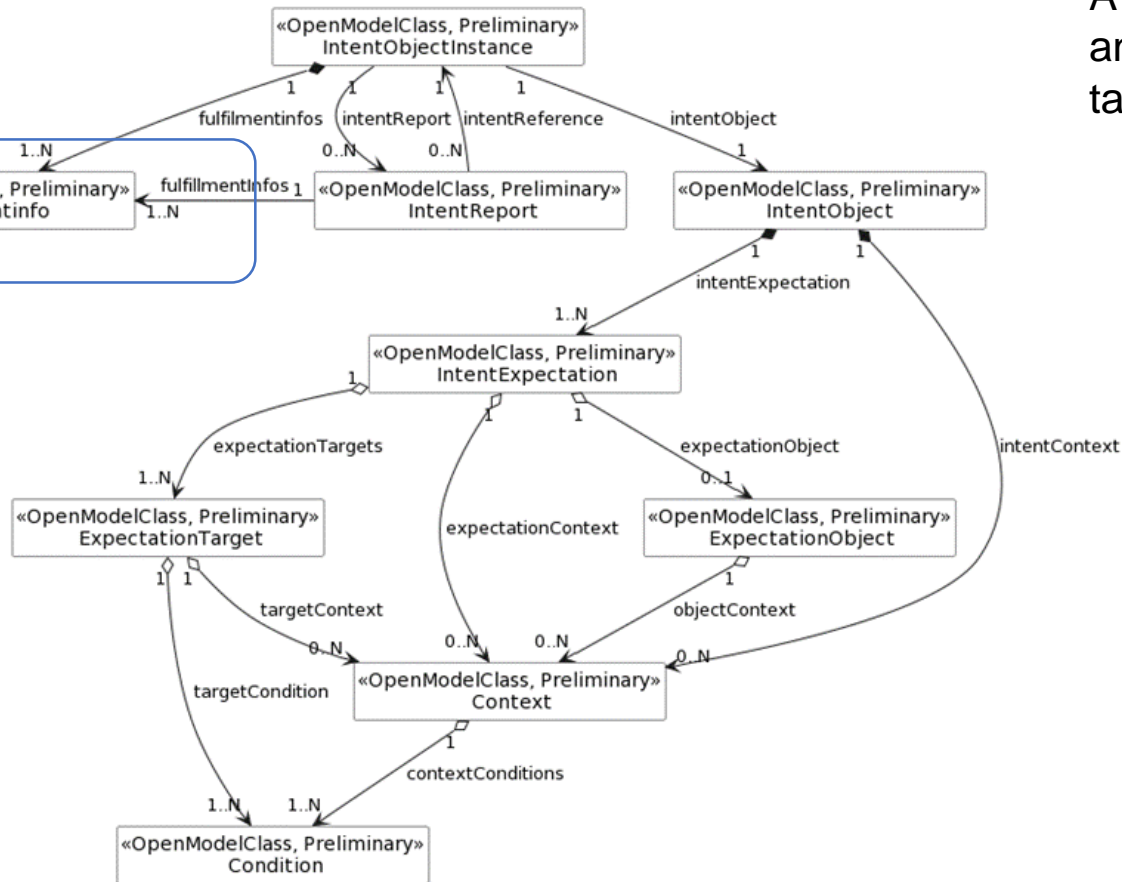 «OpenModelClass, Preliminary»
IntentObjectInstance
1
1
1
1
fulfilmentinfos
intentReport
intentReference
intentObject
1..N
0..N
0..N
1
Preliminary»
fulfillmentInfos
1
1..N
«OpenModelClass, Preliminary»
IntentReport
«OpenModelClass, Preliminary»
IntentObject
1
1
intentExpectation
1..N
«OpenModelClass, Preliminary»
IntentExpectation
1
1
1
expectationTargets
expectationObject
intentContext
1..N
0..1
«OpenModelClass, Preliminary»
ExpectationTarget
expectationContext
«OpenModelClass, Preliminary»
ExpectationObject
1
1
1
targetContext
objectContext
0..N
0..N
0..N
0..N
«OpenModelClass, Preliminary»
Context
targetCondition
1
contextConditions
1..N
1..N
«OpenModelClass, Preliminary»
Condition